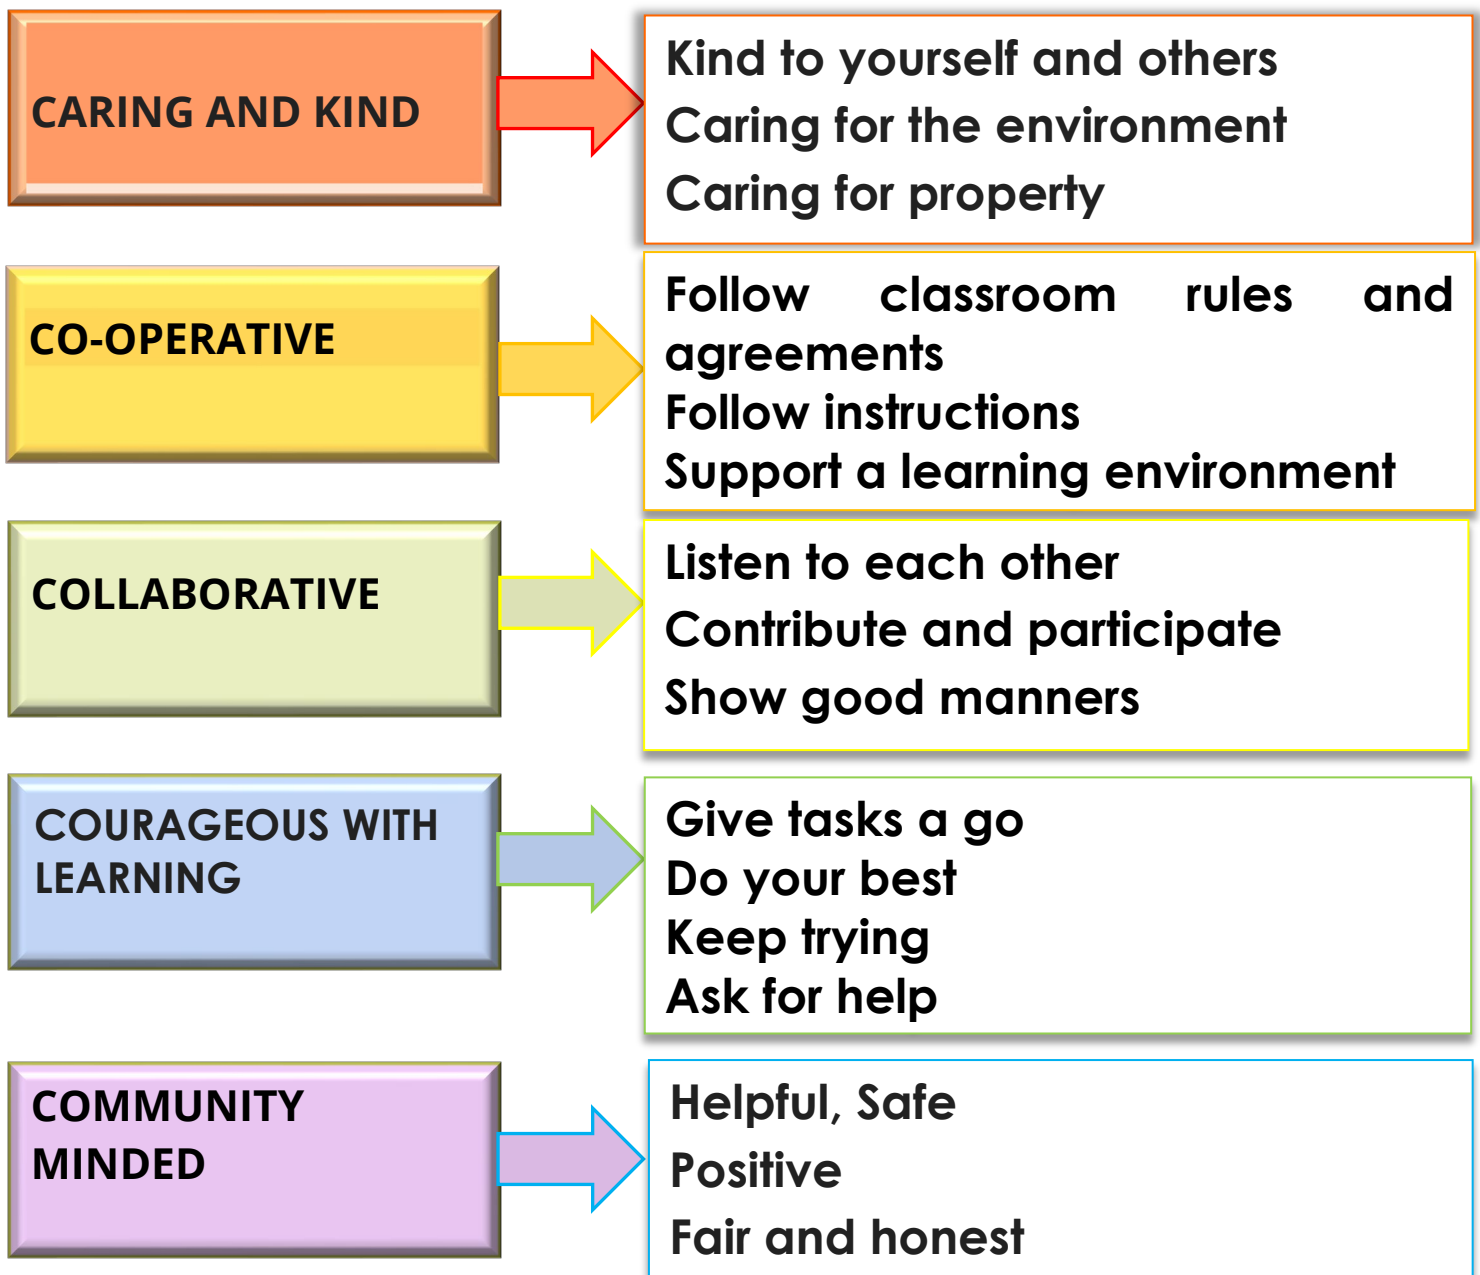 CARING AND KIND
Kind to yourself and others
Caring for the environment
Caring for property
CO-OPERATIVE
Follow classroom rules and
agreements
Follow instructions
Support a learning environment
COLLABORATIVE
Listen to each other
Contribute and participate
Show good manners
COURAGEOUS WITH
LEARNING
Give tasks a go
Do your best
Keep trying
Ask for help
COMMUNITY
MINDED
Helpful, Safe
Positive
Fair and honest